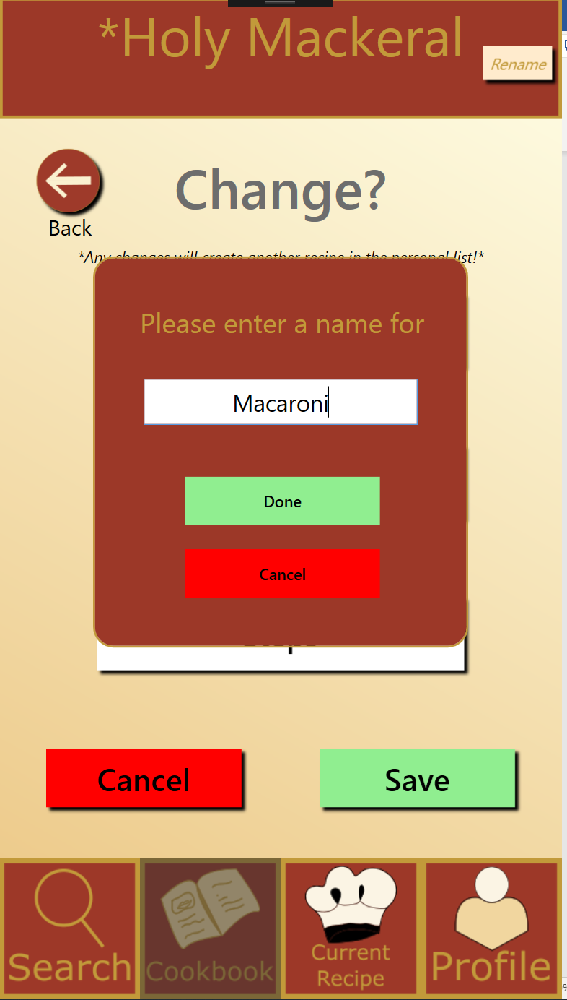 *Holy Mackeral
Rename
Change?
Back
*Any changes will create another recipe in the personal list!*
Please enter a name for
Macaroni
Done
Cancel
Cancel
Save
Search
Cookbook
Current
Recipe
Profile